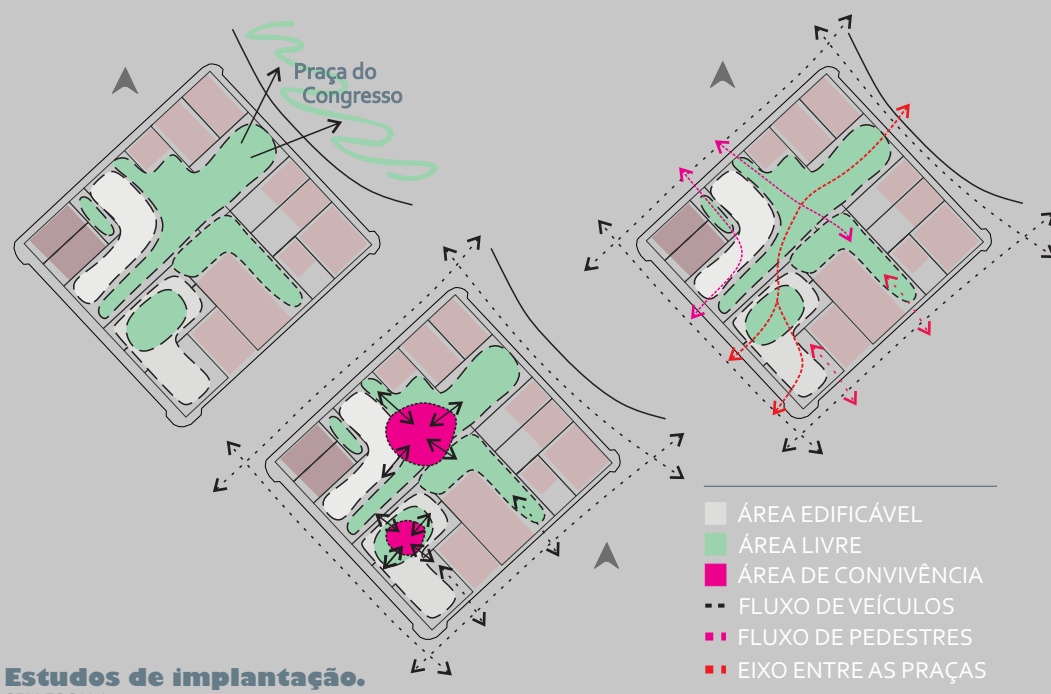 Praça do
Congresso
ÁREA EDIFICÁVEL
ÁREA LIVRE
ÁREA DE CONVIVÊNCIA
FLUXO DE VEÍCULOS
FLUXO DE PEDESTRES
EIXO ENTRE AS PRAÇAS
Estudos de implantação.